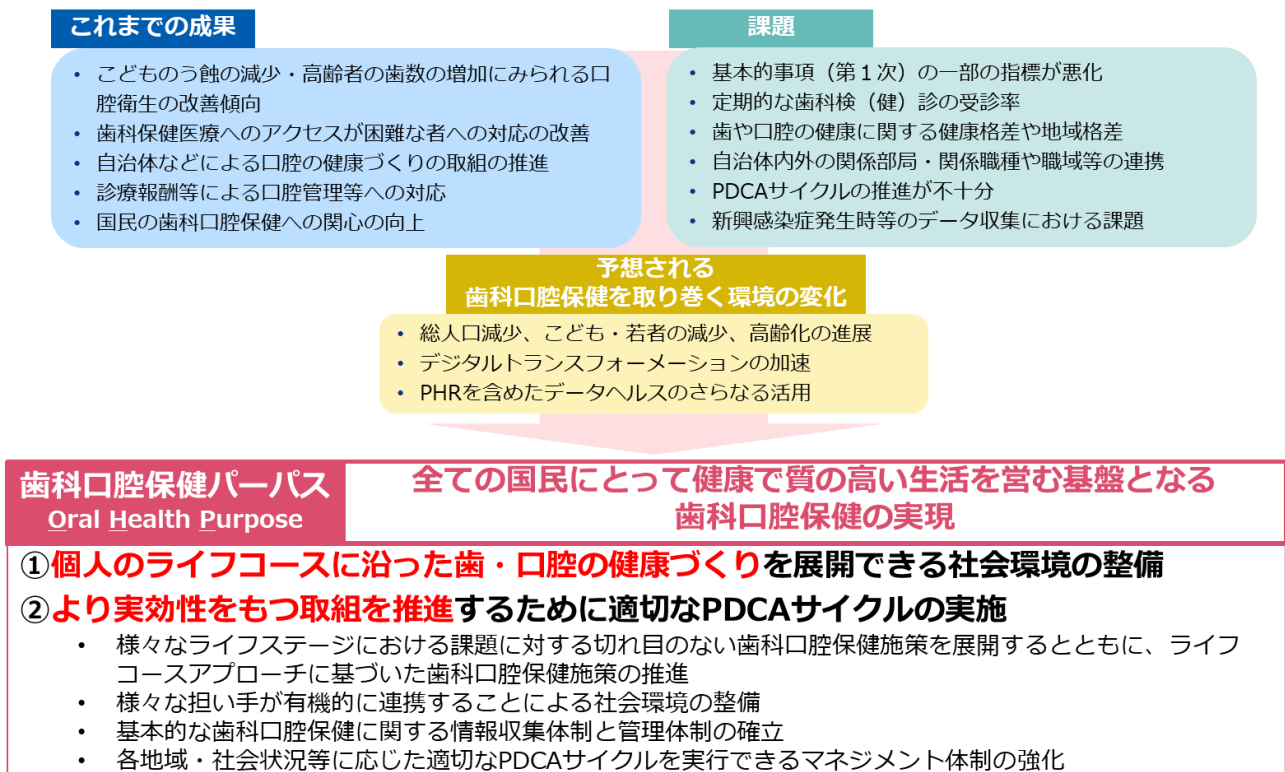 これまでの成果
• こどものう蝕の減少・高齢者の歯数の増加にみられる口
腔衛生の改善傾向
• 歯科保健医療へのアクセスが困難な者への対応の改善
• 自治体などによる口腔の健康づくりの取組の推進
• 診療報酬等による口腔管理等への対応
• 国民の歯科口腔保健への関心の向上
課題
• 基本的事項（第１次）の一部の指標が悪化
• 定期的な歯科検（健）診の受診率
• 歯や口腔の健康に関する健康格差や地域格差
• 自治体内外の関係部局・関係職種や職域等の連携
• PDCAサイクルの推進が不十分
• 新興感染症発生時等のデータ収集における課題
予想される
歯科口腔保健を取り巻く環境の変化
• 総人口減少、こども・若者の減少、高齢化の進展
• デジタルトランスフォーメーションの加速
• PHRを含めたデータヘルスのさらなる活用
歯科口腔保健パーパス
Oral Health Purpose
全ての国民にとって健康で質の高い生活を営む基盤となる
歯科口腔保健の実現
①個人のライフコースに沿った歯・口腔の健康づくりを展開できる社会環境の整備
②より実効性をもつ取組を推進するために適切なPDCAサイクルの実施
• 様々なライフステージにおける課題に対する切れ目のない歯科口腔保健施策を展開するとともに、ライフ
コースアプローチに基づいた歯科口腔保健施策の推進
• 様々な担い手が有機的に連携することによる社会環境の整備
• 基本的な歯科口腔保健に関する情報収集体制と管理体制の確立
• 各地域・社会状況等に応じた適切なPDCAサイクルを実行できるマネジメント体制の強化